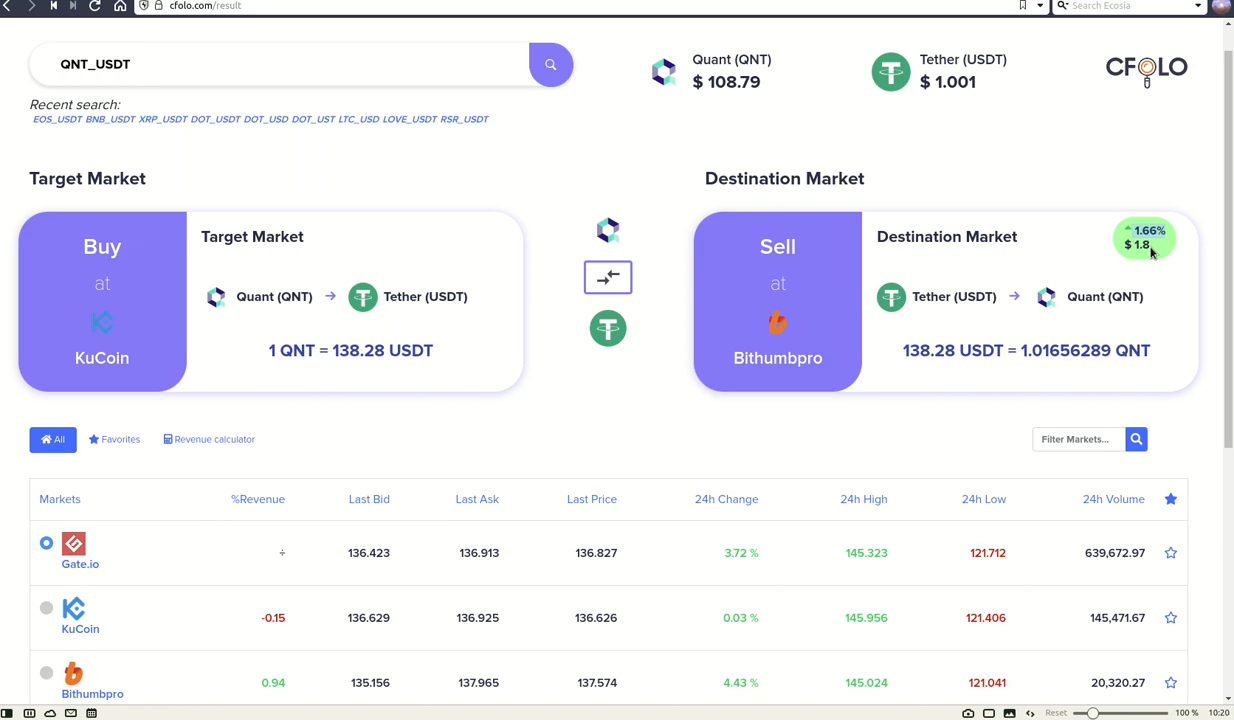 cfolo.com/result
Search Ecosia
QNT_USDT
Quant (QNT)
$ 108.79
Tether (USDT)
$ 1.001
CFOLO
Recent search:
EOS_USDT BNB_USDT XRP_USDT DOT_USDT DOT_USD DOT_UST LTC_USD LOVE_USDT RSR_USDT
Target Market
Destination Market
Buy
at
KuCoin
Target Market
Quant (QNT) → Tether (USDT)
1 QNT = 138.28 USDT
Sell
at
Bithumbpro
Destination Market
1.66%
$ 1.8
Tether (USDT) → Quant (QNT)
138.28 USDT = 1.01656289 QNT
All Favorites Revenue calculator
Filter Markets...
Markets %Revenue Last Bid Last Ask Last Price 24h Change 24h High 24h Low 24h Volume
Gate.io ÷ 136.423 136.913 136.827 3.72 % 145.323 121.712 639,672.97
KuCoin -0.15 136.629 136.925 136.626 0.03 % 145.956 121.406 145,471.67
Bithumbpro 0.94 135.156 137.965 137.574 4.43 % 145.024 121.041 20,320.27
Reset 100 % 10:20